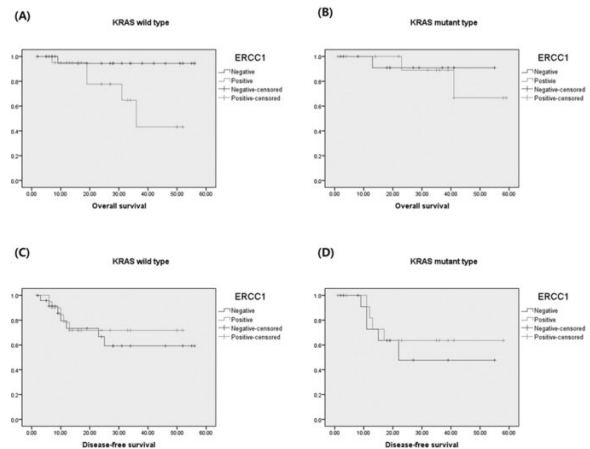 (A)
KRAS wild type
ERCC1
Negative
Positive
Negative-censored
Positive-censored
1.0
0.8
0.6
0.4
0.2
0.0
0.00 10.00 20.00 30.00 40.00 50.00 60.00
Overall survival
(B)
KRAS mutant type
ERCC1
Negative
Postivie
Negative-censored
Positive-censored
1.0
0.8
0.6
0.4
0.2
0.0
0.00 10.00 20.00 30.00 40.00 50.00 60.00
Overall survival
(C)
KRAS wild type
ERCC1
Negative
Positive
Negative-censored
Positive-censored
1.0
0.8
0.6
0.4
0.2
0.0
0.00 10.00 20.00 30.00 40.00 50.00 60.00
Disease-free survival
(D)
KRAS mutant type
ERCC1
Negative
Positive
Negative-censored
Positive-censored
1.0
0.8
0.6
0.4
0.2
0.0
0.00 10.00 20.00 30.00 40.00 50.00 60.00
Disease-free survival